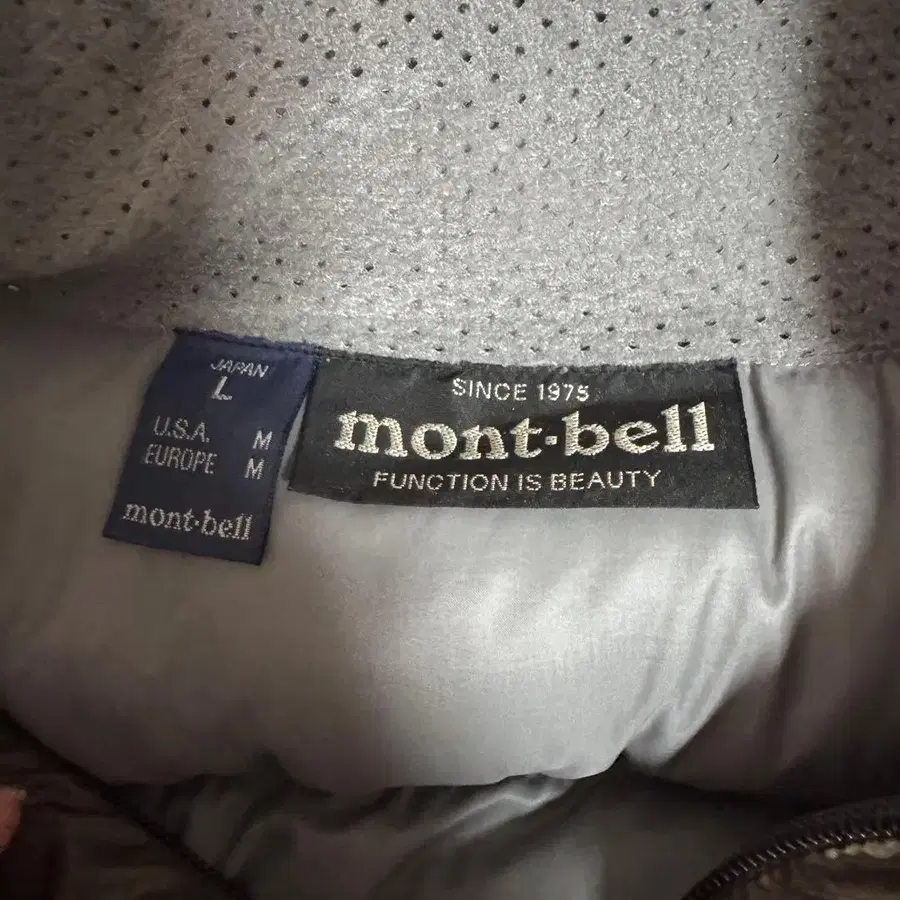 JAPAN
L
U.S.A. M
EUROPE M
mont-bell
SINCE 1975
mont-bell
FUNCTION IS BEAUTY